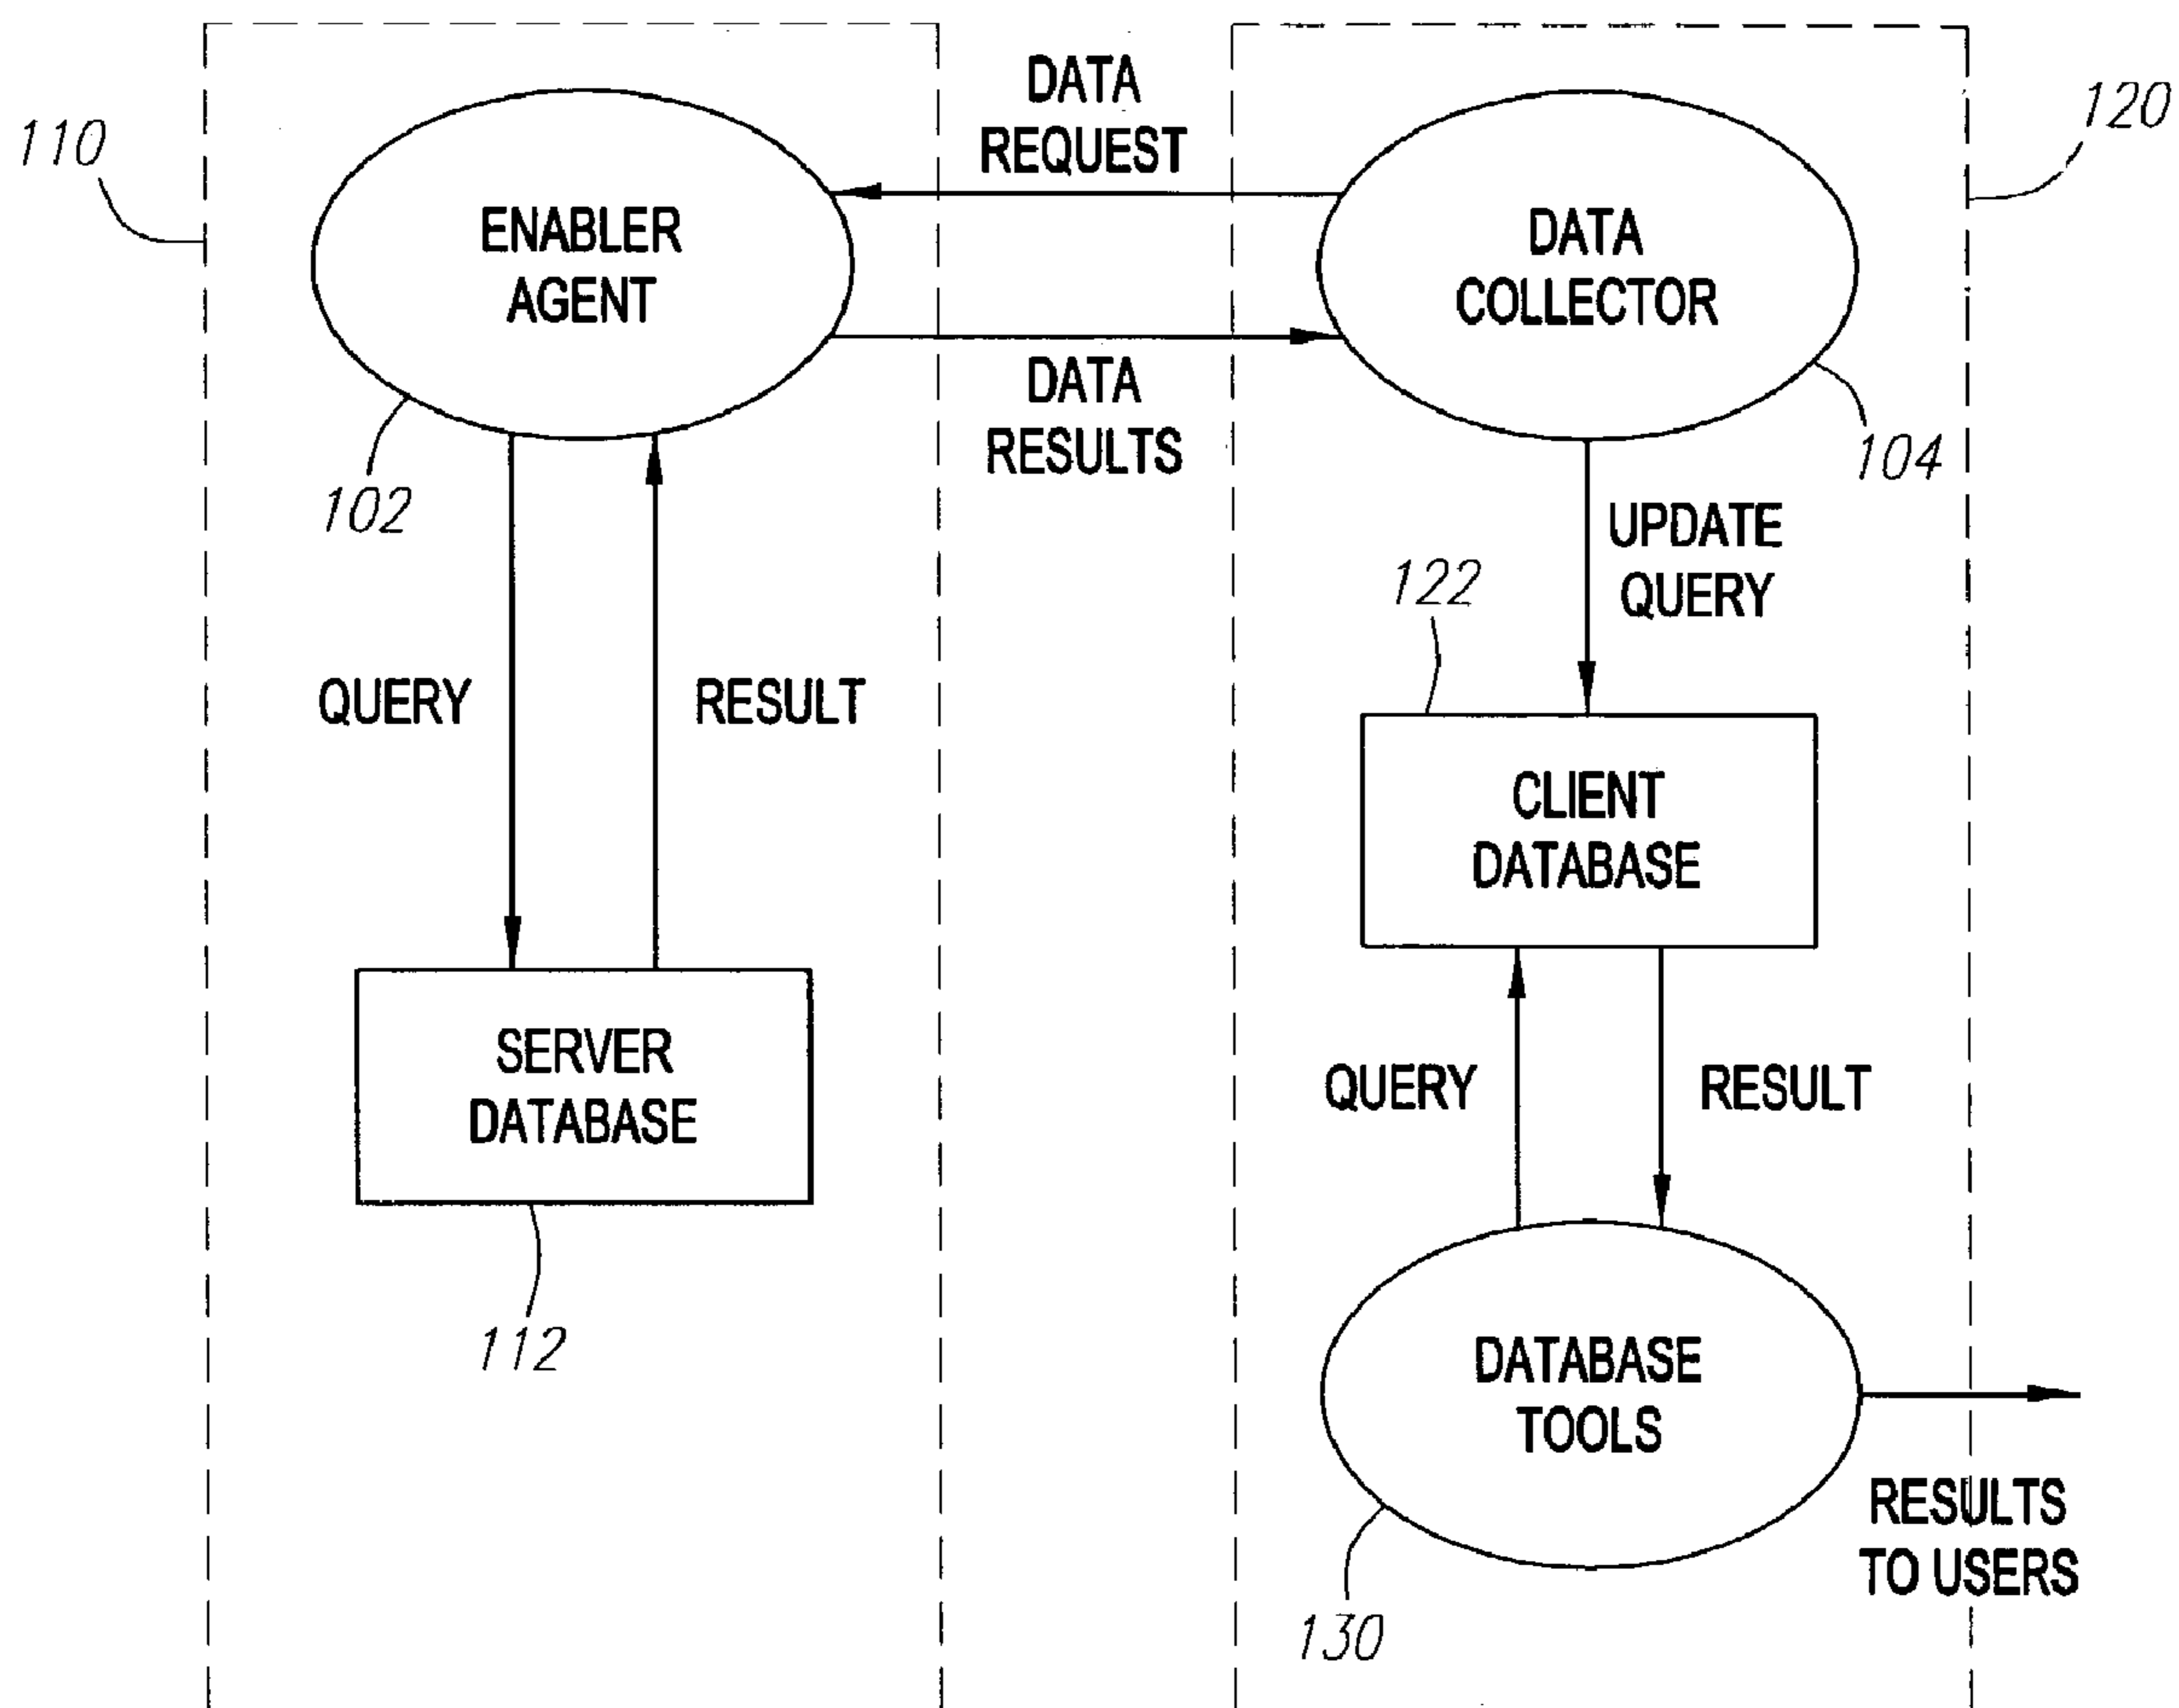 DATA
REQUEST
110
120
ENABLER
AGENT
DATA
COLLECTOR
DATA
RESULTS
102
104
UPDATE
QUERY
122
QUERY
RESULT
CLIENT
DATABASE
SERVER
DATABASE
QUERY
RESULT
112
DATABASE
TOOLS
RESULTS
TO USERS
130